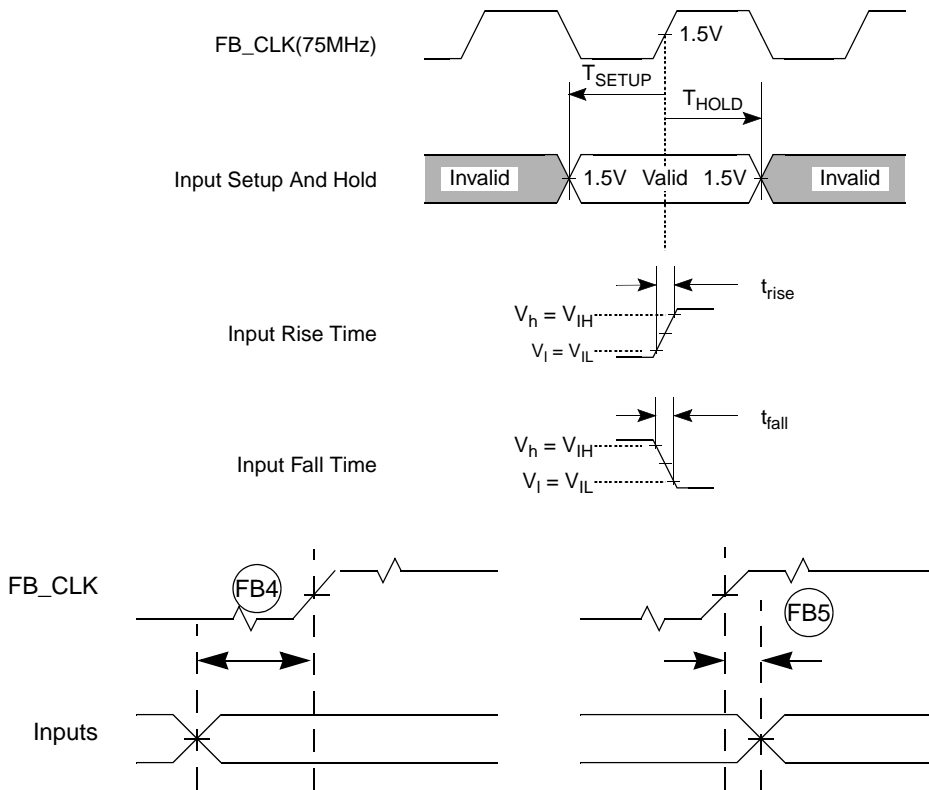 FB_CLK(75MHz)
1.5V
TSETUP
THOLD
Input Setup And Hold
Invalid
1.5V Valid 1.5V
Invalid
trise
Vh = VIH
Input Rise Time
Vl = VIL
tfall
Vh = VIH
Input Fall Time
Vl = VIL
FB_CLK
FB4
FB5
Inputs